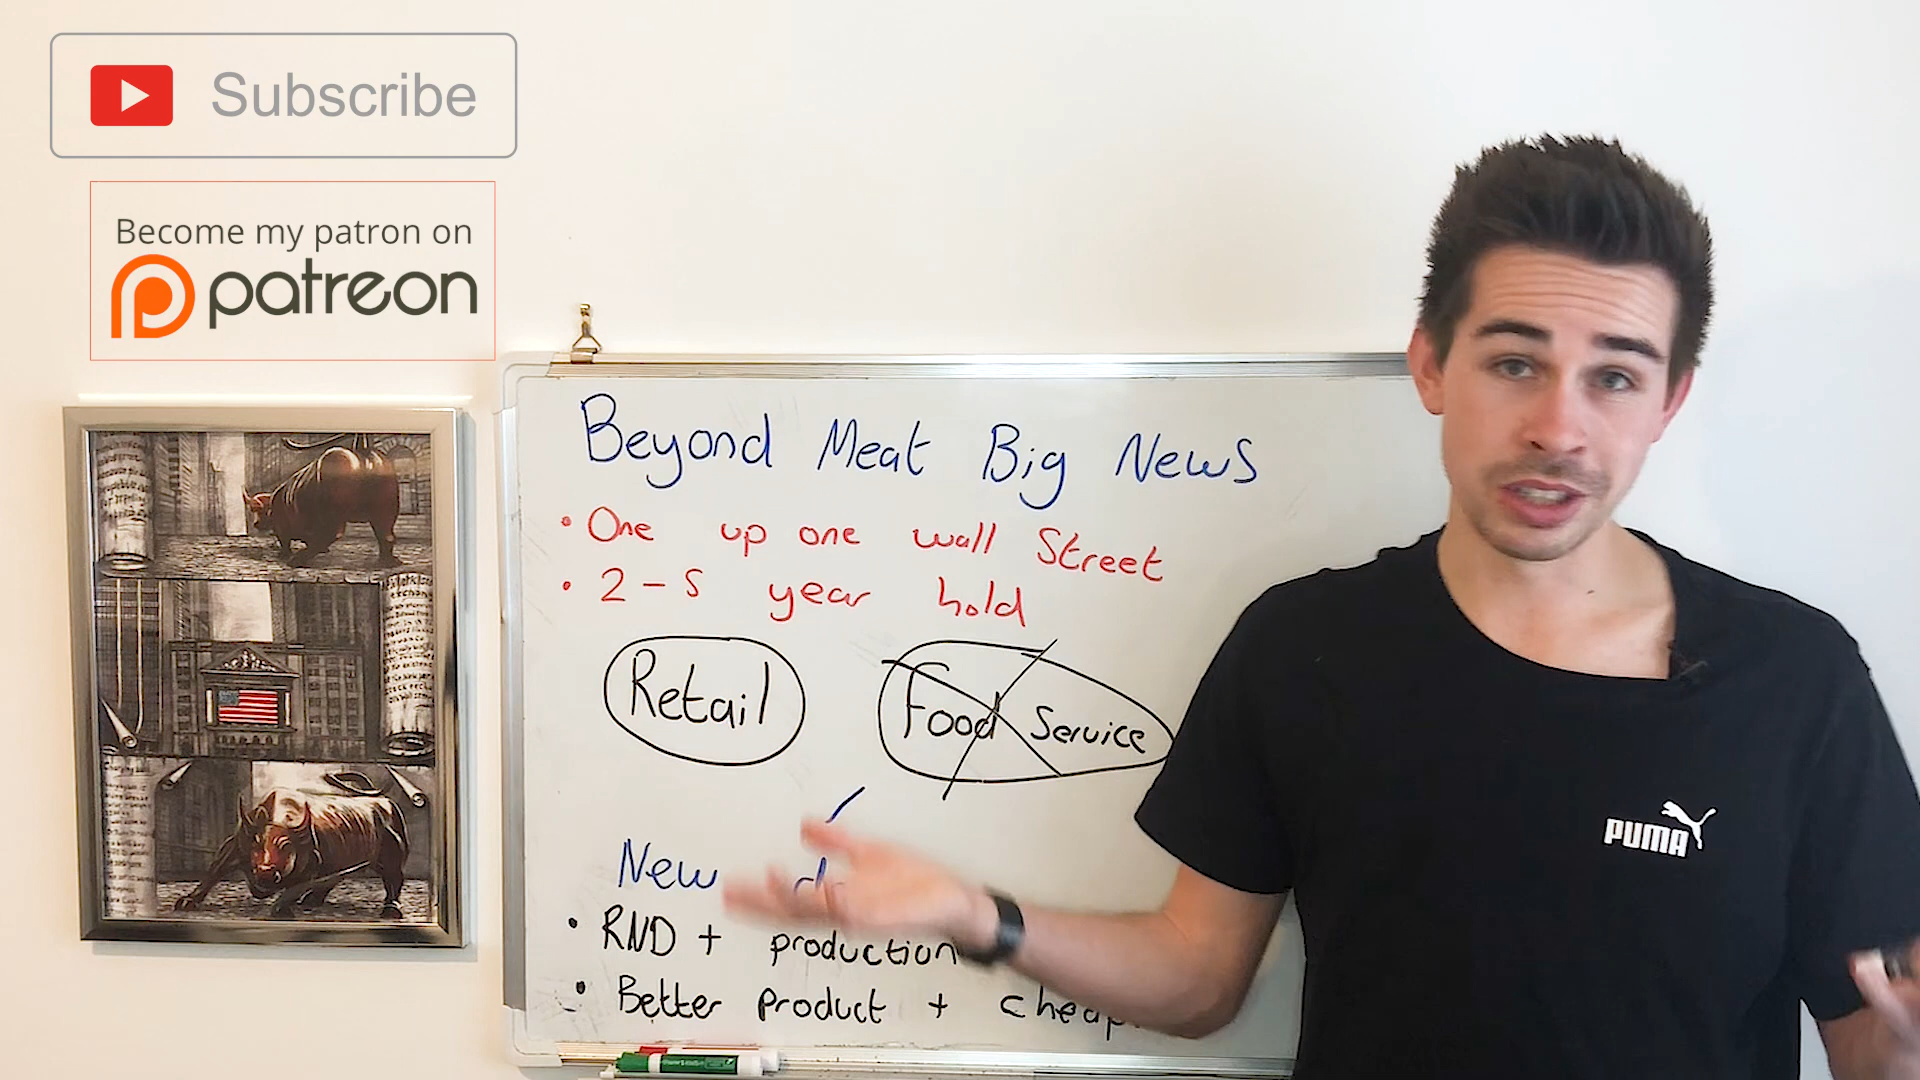 Subscribe
Become my patron on
patreon
Beyond Meat Big News
• One up one wall Street
• 2-5 year hold
Retail
Food Service
New
• RND + production
• Better product + cheap
PUMA